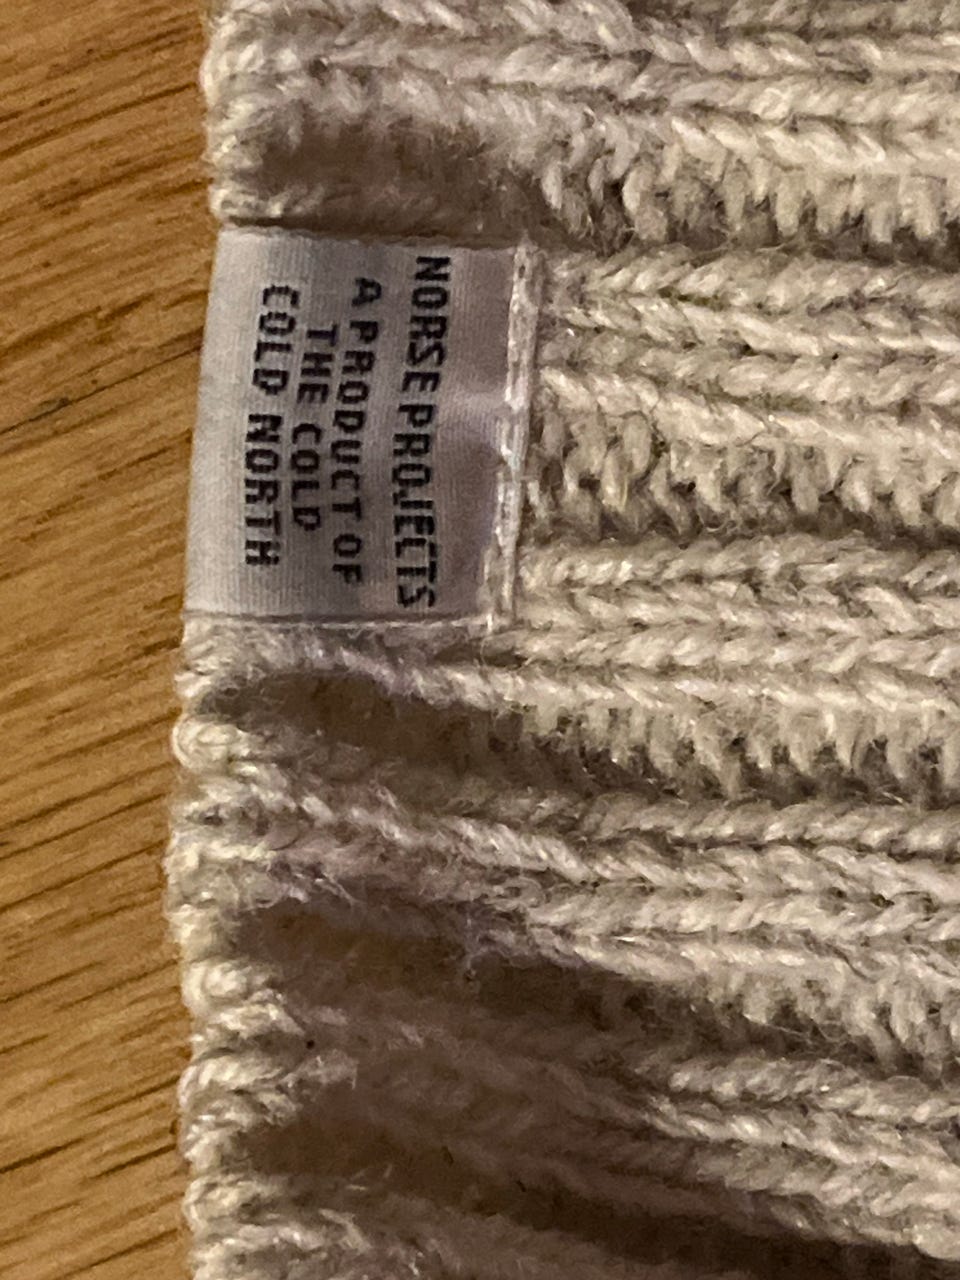 NORSE PROJECTS
A PRODUCT OF
THE COLD
COLD NORTH